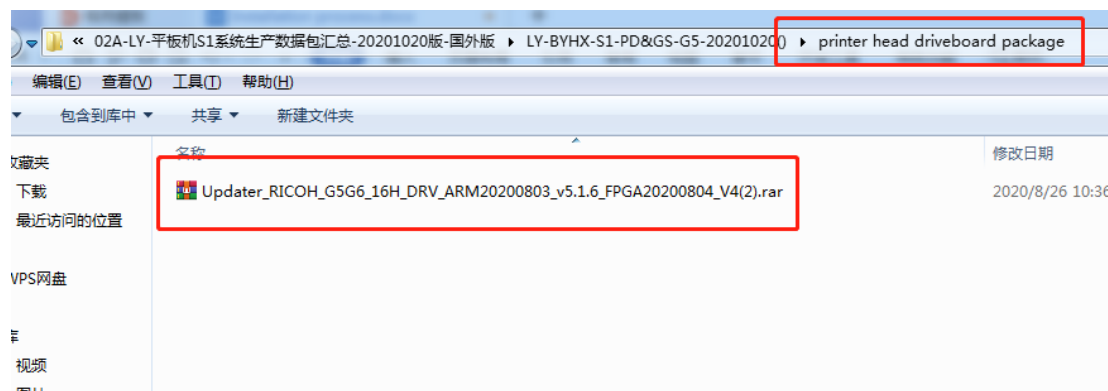 « 02A-LY-平板机S1系统生产数据包汇总-20201020版-国外版 LY-BYHX-S1-PD&GS-G5-20201020() printer head driveboard package
编辑(E) 查看(V) 工具(T) 帮助(H)
包含到库中 共享 新建文件夹
名称 修改日期
收藏夹
下载 Updater_RICOH_G5G6_16H_DRV_ARM20200803_v5.1.6_FPGA20200804_V4(2).rar 2020/8/26 10:36
最近访问的位置
WPS网盘
库
视频